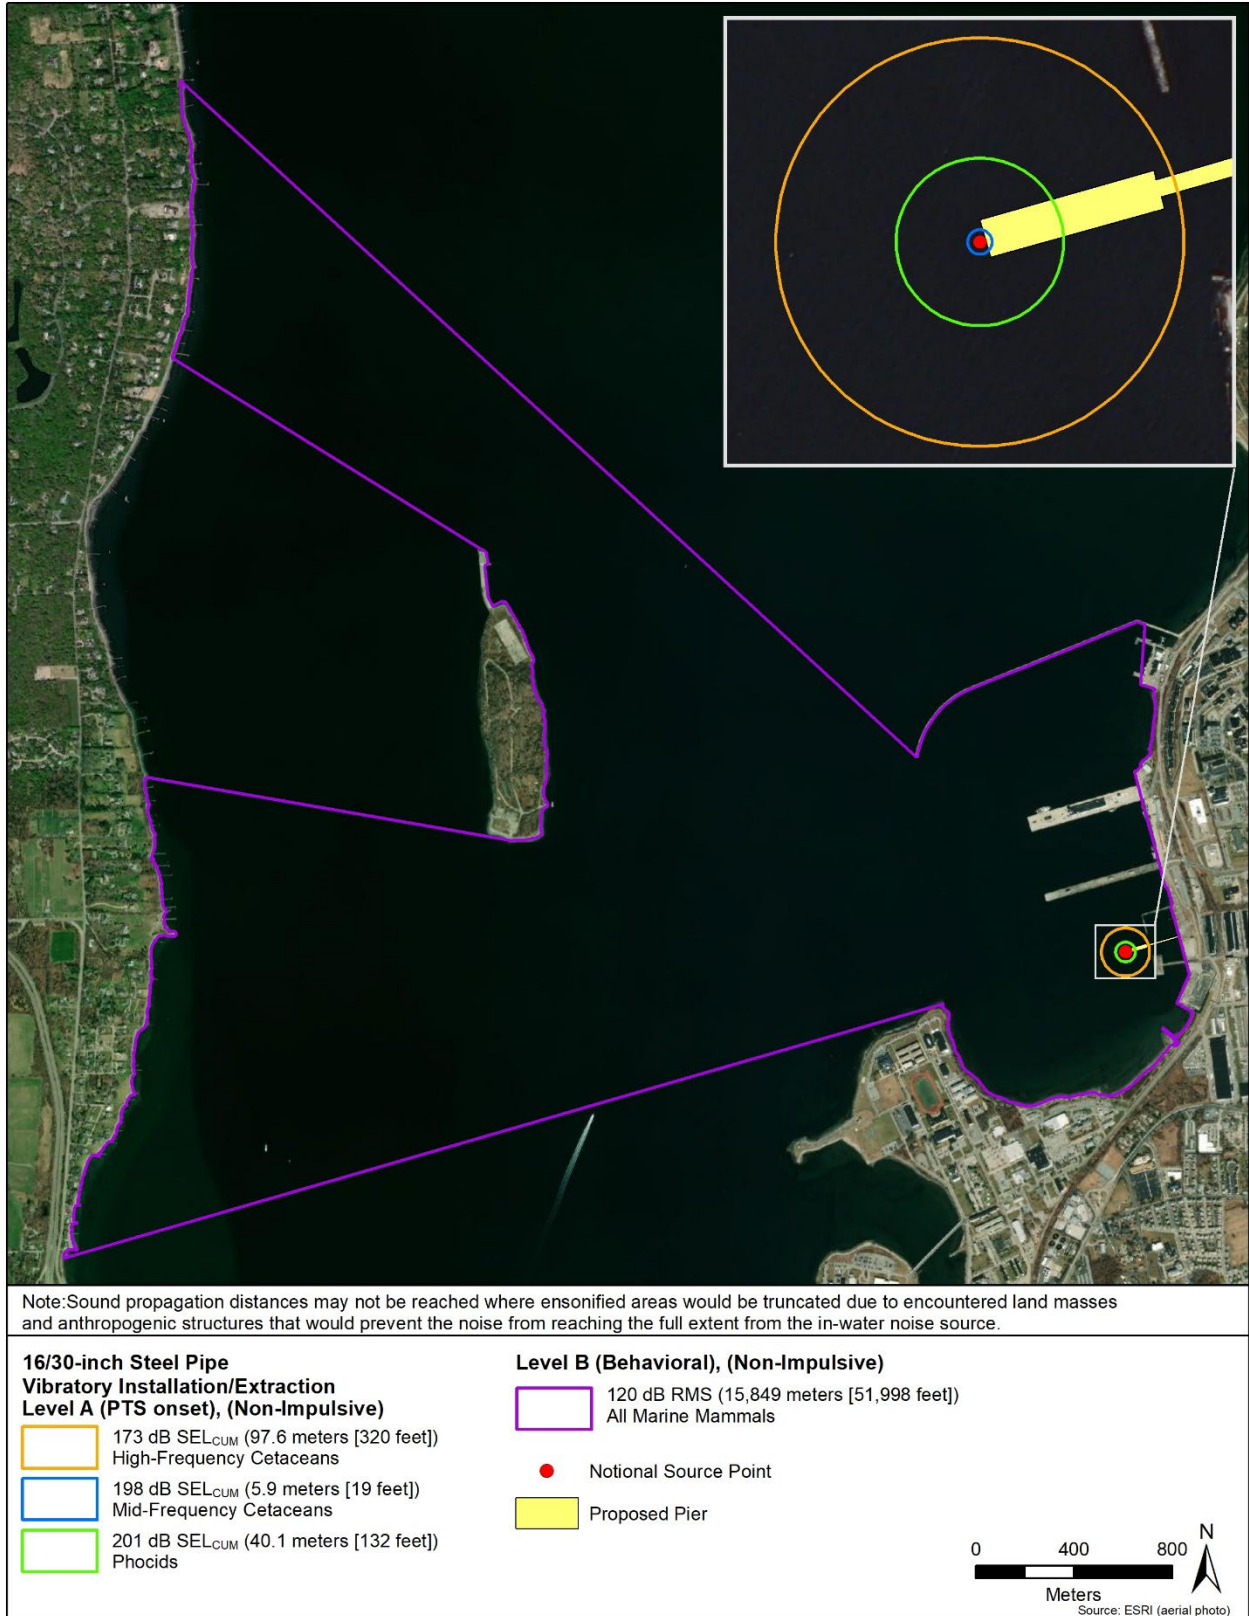 Note:Sound propagation distances may not be reached where ensonified areas would be truncated due to encountered land masses
and anthropogenic structures that would prevent the noise from reaching the full extent from the in-water noise source.
16/30-inch Steel Pipe
Vibratory Installation/Extraction
Level A (PTS onset), (Non-Impulsive)
173 dB SELCUM (97.6 meters [320 feet])
High-Frequency Cetaceans
198 dB SELCUM (5.9 meters [19 feet])
Mid-Frequency Cetaceans
201 dB SELCUM (40.1 meters [132 feet])
Phocids
Level B (Behavioral), (Non-Impulsive)
120 dB RMS (15,849 meters [51,998 feet])
All Marine Mammals
Notional Source Point
Proposed Pier
0 400 800
Meters
N
Source: ESRI (aerial photo)